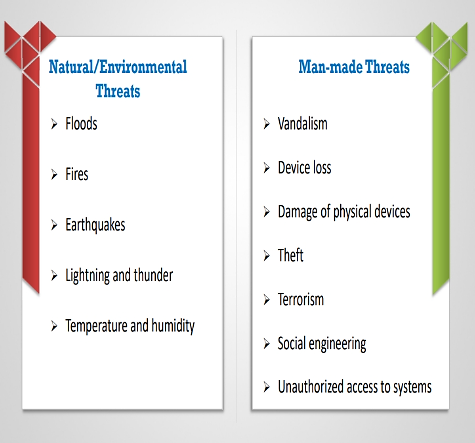 Natural/Environmental
Threats
➢ Floods
➢ Fires
➢ Earthquakes
➢ Lightning and thunder
➢ Temperature and humidity
Man-made Threats
➢ Vandalism
➢ Device loss
➢ Damage of physical devices
➢ Theft
➢ Terrorism
➢ Social engineering
➢ Unauthorized access to systems